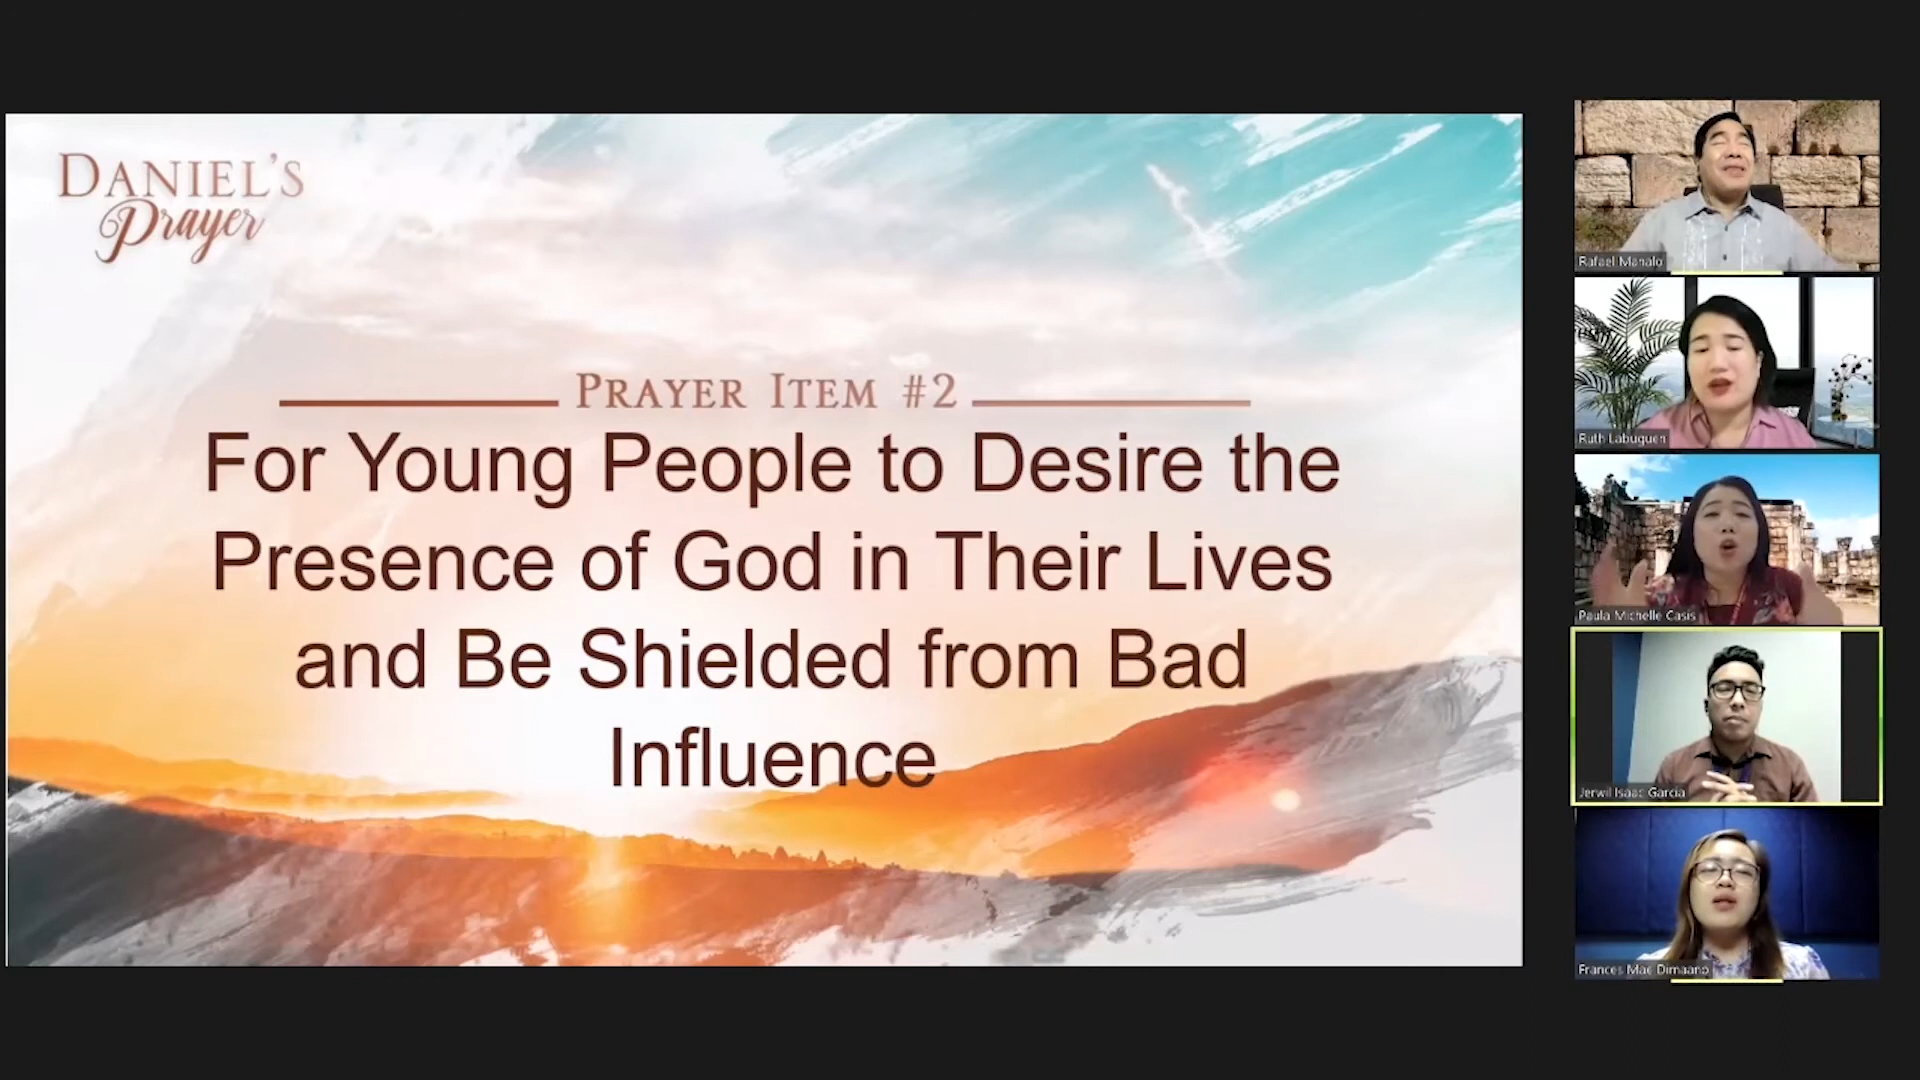 DANIEL'S
Prayer
PRAYER ITEM #2
For Young People to Desire the
Presence of God in Their Lives
and Be Shielded from Bad
Influence
Rafael Manalo
Ruth Labuguen
Paula Michelle Casis
Jerwil Isaac Garcia
Frances Mae Dimaano